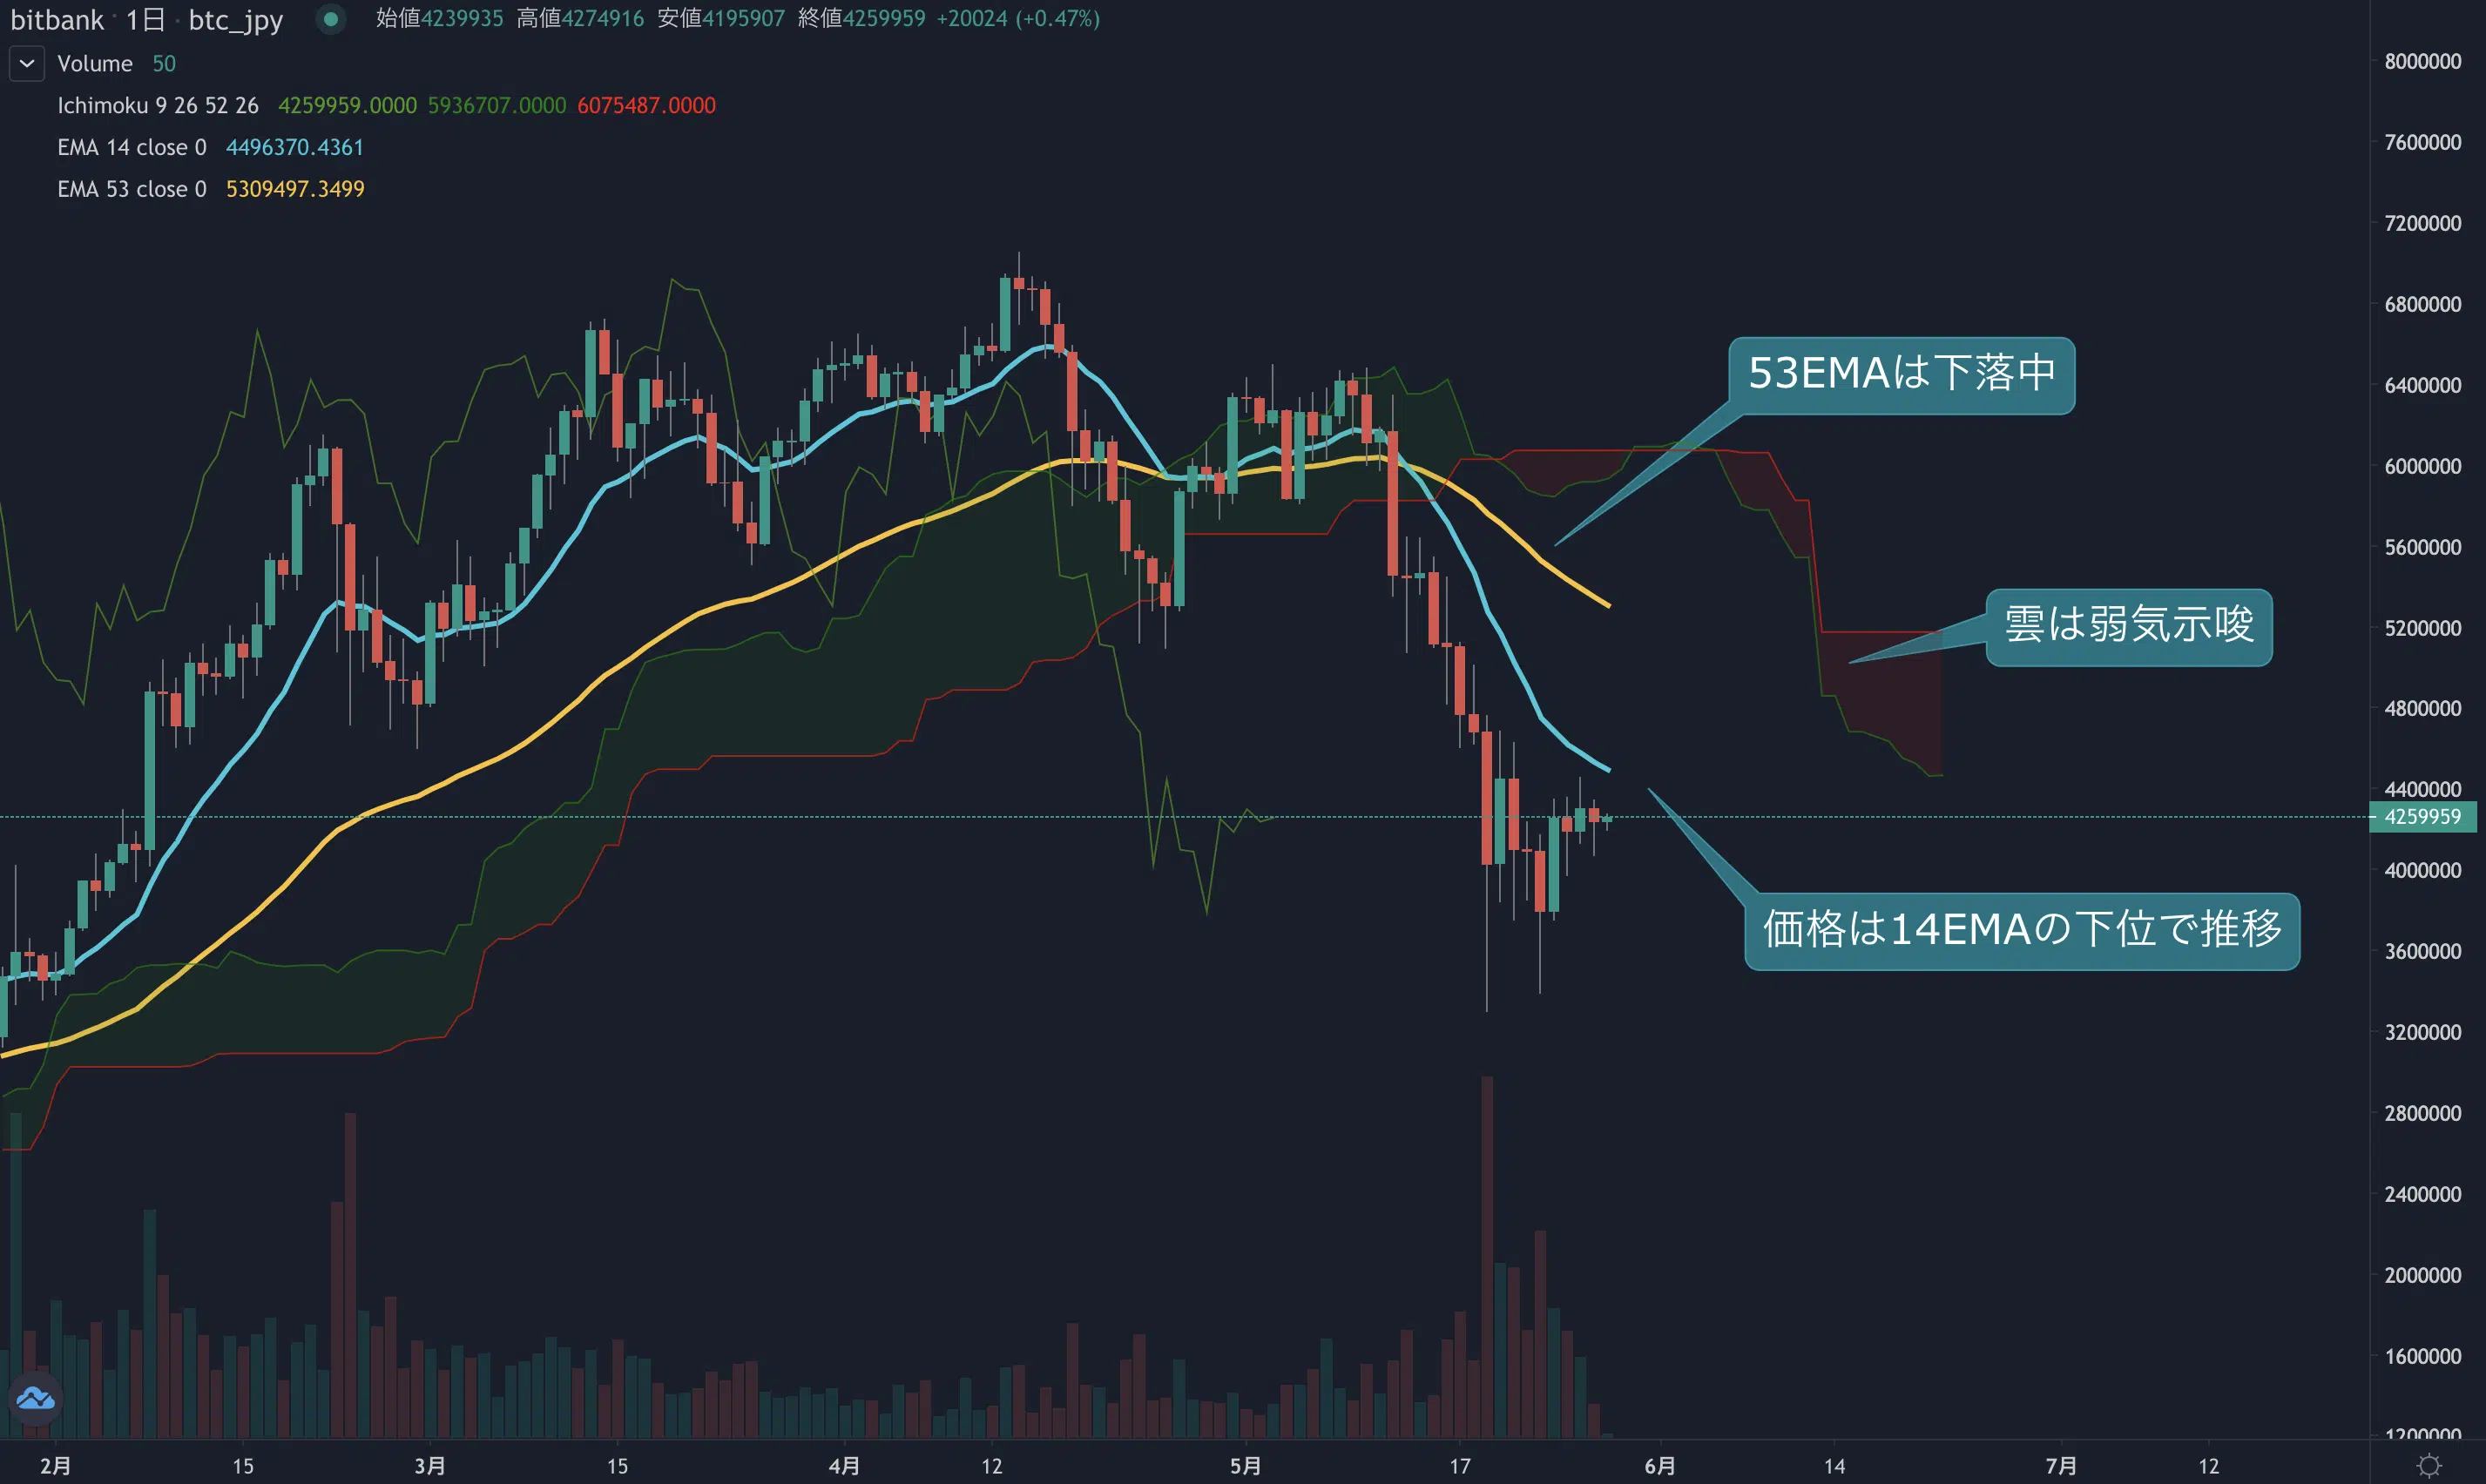 bitbank · 1日 · btc_jpy 始値4239935 高値4274916 安値4195907 終値4259959 +20024 (+0.47%)
Volume 50
Ichimoku 9 26 52 26 4259959.0000 5936707.0000 6075487.0000
EMA 14 close 0 4496370.4361
EMA 53 close 0 5309497.3499
8000000
7600000
7200000
6800000
53EMAは下落中
6400000
6000000
5600000
雲は弱気示唆
5200000
4800000
4400000
4259959
4000000
価格は14EMAの下位で推移
3600000
3200000
2800000
2400000
2000000
1600000
1200000
2月 15 3月 15 4月 12 5月 17 6月 14 7月 12